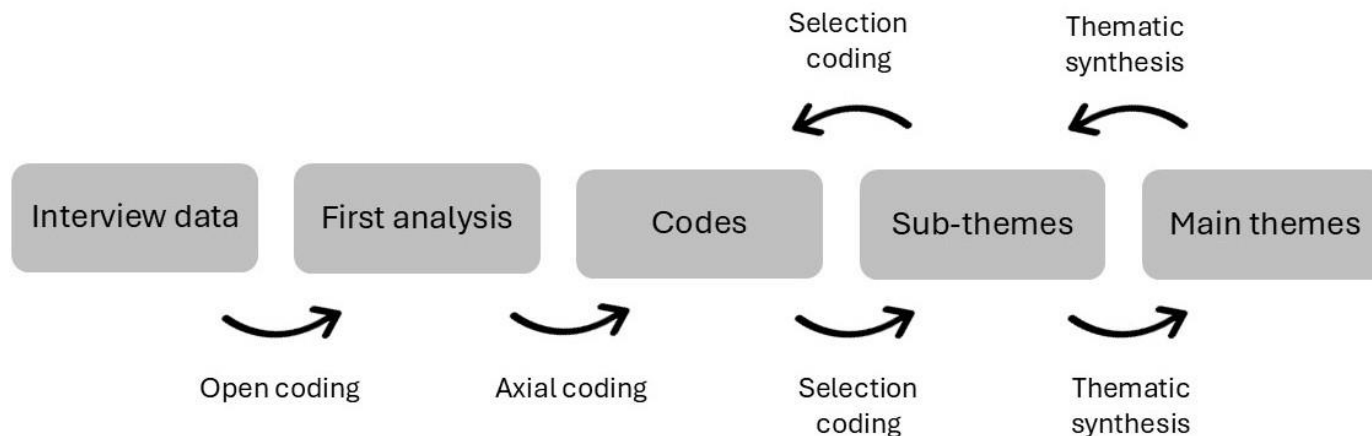 Selection
coding
Thematic
synthesis
Interview data
First analysis
Codes
Sub-themes
Main themes
Open coding
Axial coding
Selection
coding
Thematic
synthesis